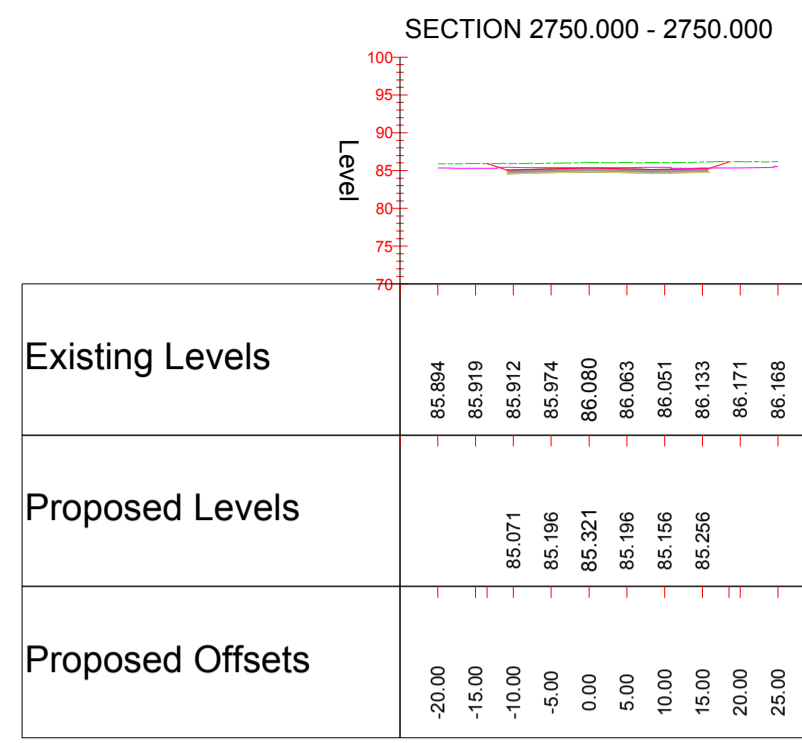 SECTION 2750.000 - 2750.000
100
95
90
85
80
75
70
Level
Existing Levels
85.894 85.919 85.912 85.974 86.080 86.063 86.051 86.133 86.171 86.168
Proposed Levels
85.071 85.196 85.321 85.196 85.156 85.256
Proposed Offsets
-20.00 -15.00 -10.00 -5.00 0.00 5.00 10.00 15.00 20.00 25.00